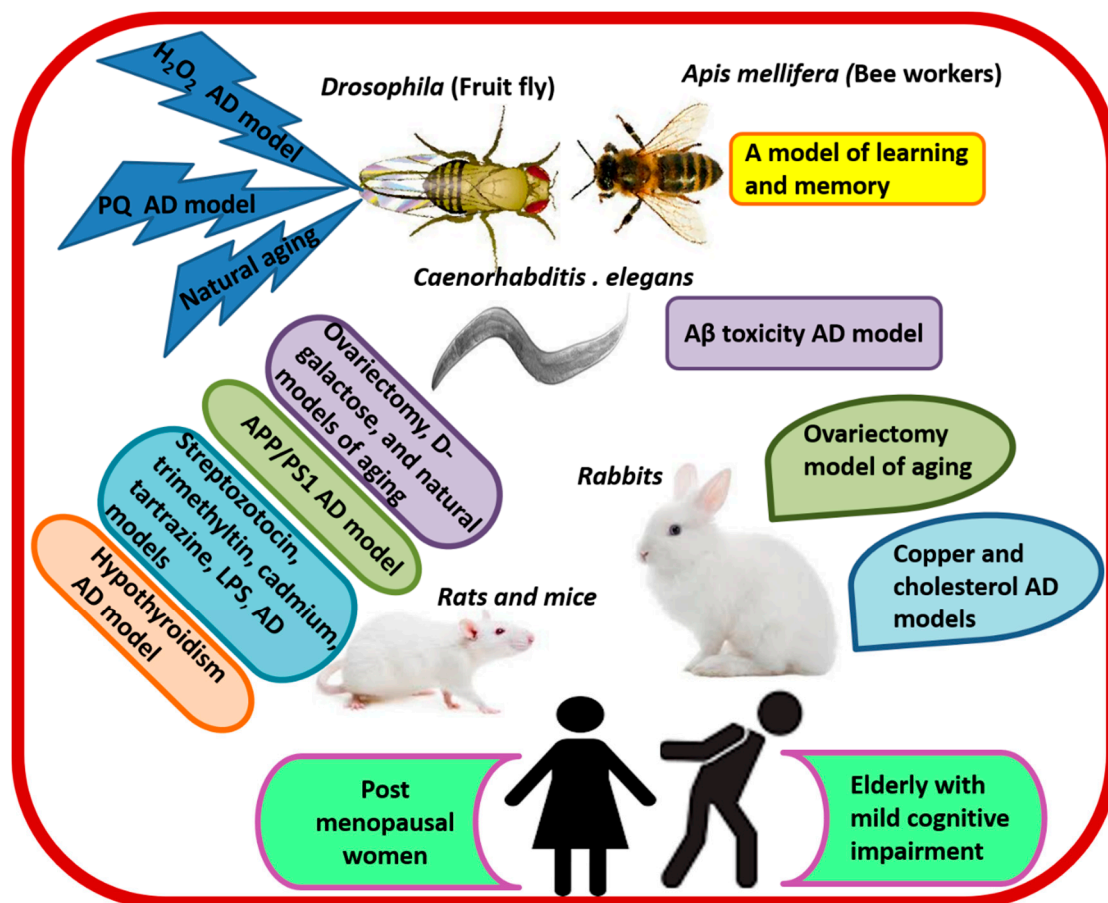 H₂O₂ AD model
PQ AD model
Natural aging
Drosophila (Fruit fly)
Apis mellifera (Bee workers)
A model of learning
and memory
Caenorhabditis . elegans
Aβ toxicity AD model
Ovariectomy, D-
galactose, and natural
models of aging
APP/PS1 AD model
Streptozotocin,
trimethyltin, cadmium,
tartrazine, LPS, AD
models
Hypothyroidism
AD model
Rats and mice
Rabbits
Ovariectomy
model of aging
Copper and
cholesterol AD
models
Post
menopausal
women
Elderly with
mild cognitive
impairment